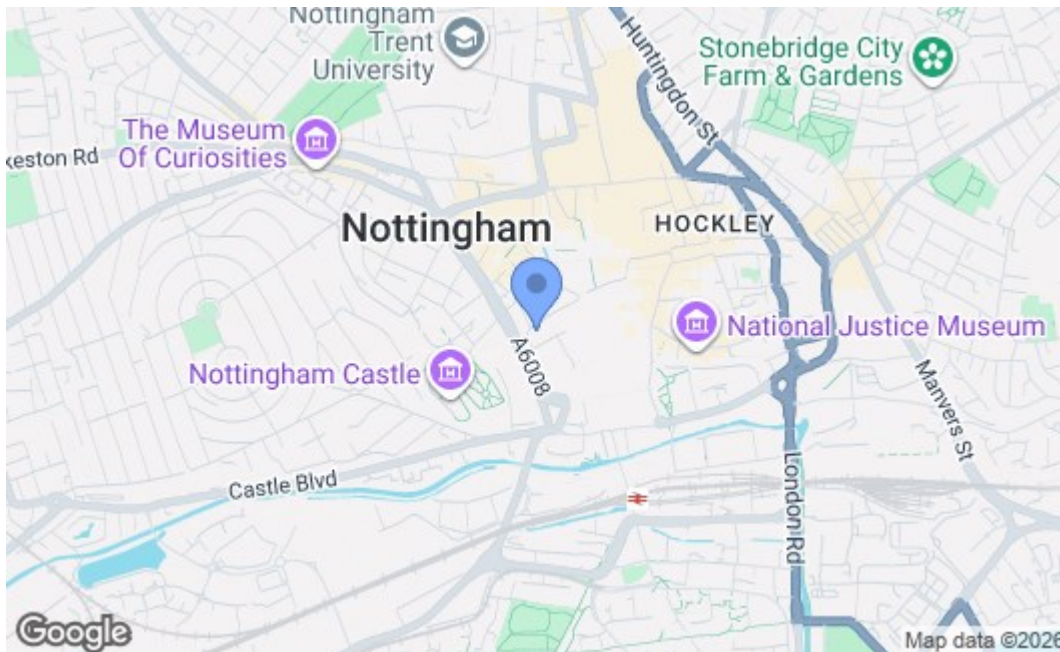 Nottingham
Trent
University
Huntingdon St
Stonebridge City
Farm & Gardens
The Museum
Of Curiosities
keston Rd
Nottingham
HOCKLEY
National Justice Museum
A6008
Nottingham Castle
Manvers St
Castle Blvd
London Rd
Google
Map data ©2026